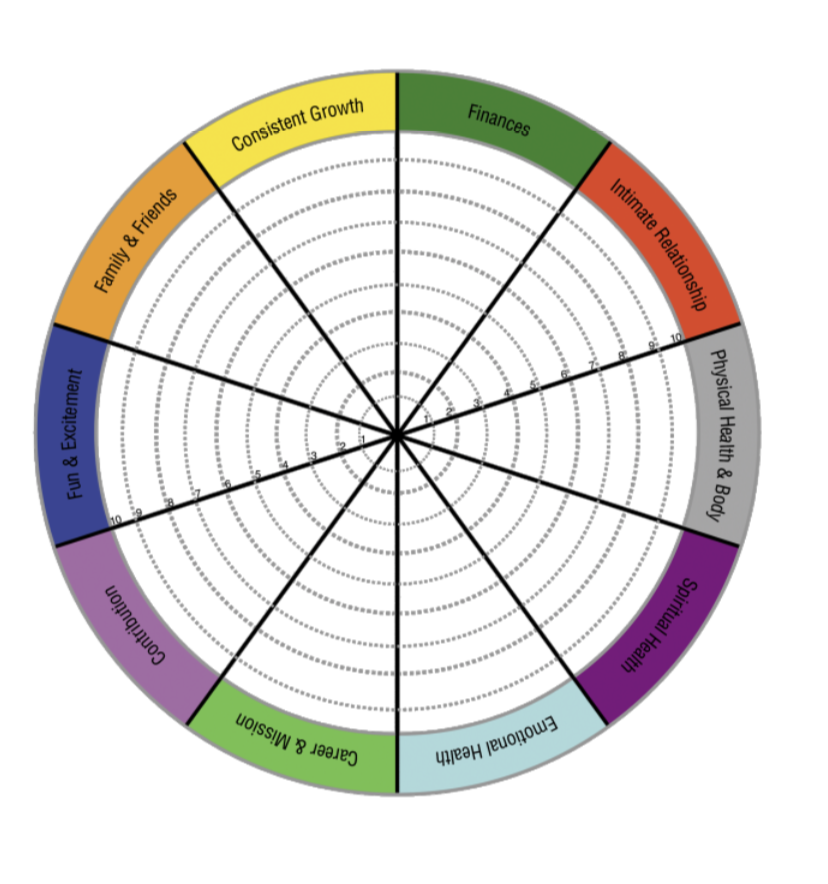 Consistent Growth
Finances
Family & Friends
Intimate Relationship
Fun & Excitement
Physical Health & Body
Contribution
Spiritual Health
Career & Mission
Emotional Health
1 2 3 4 5 6 7 8 9 10
10 9 8 7 6 5 4 3 2 1